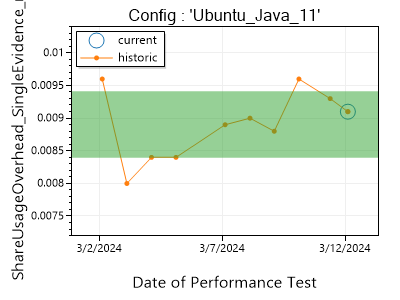 Config : 'Ubuntu_Java_11'
current
historic
0.01
0.0095
0.009
0.0085
0.008
0.0075
ShareUsageOverhead_SingleEvidence_
3/2/2024
3/7/2024
3/12/2024
Date of Performance Test